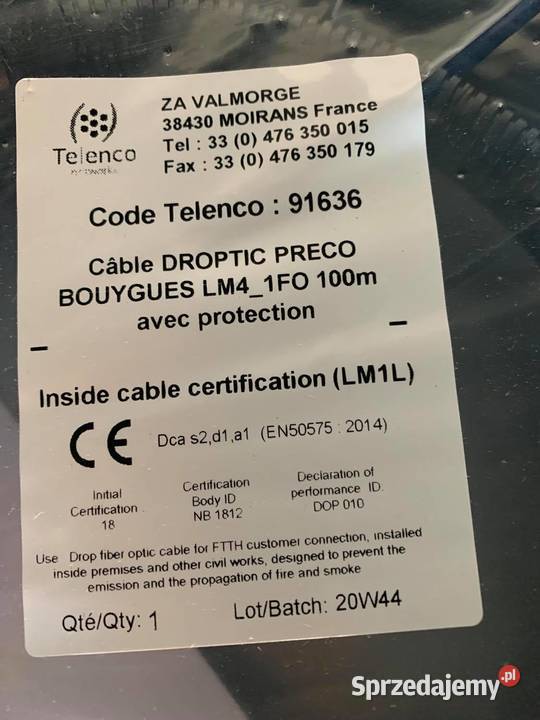 ZA VALMORGE
38430 MOIRANS France
Tel : 33 (0) 476 350 015
Fax : 33 (0) 476 350 179
Telenco
Code Telenco : 91636
Câble DROPTIC PRECO
BOUYGUES LM4_1FO 100m
avec protection
Inside cable certification (LM1L)
CE
Dca s2,d1,a1 (EN50575 : 2014)
Initial
Certification
18
Certification
Body ID
NB 1812
Declaration of
performance ID.
DOP 010
Use Drop fiber optic cable for FTTH customer connection, installed
inside premises and other civil works, designed to prevent the
emission and the propagation of fire and smoke
Qté/Qty: 1
Lot/Batch: 20W44
Sprzedajemy.pl